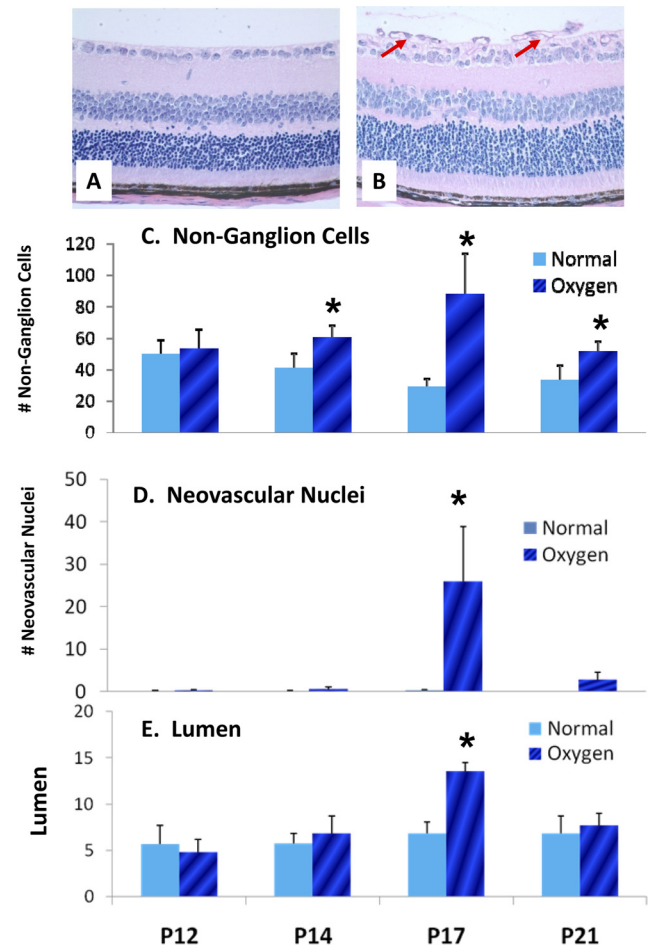 A
B
C. Non-Ganglion Cells
# Non-Ganglion Cells
120
100
80
60
40
20
0
*
*
*
Normal
Oxygen
D. Neovascular Nuclei
# Neovascular Nuclei
50
40
30
20
10
0
*
Normal
Oxygen
E. Lumen
Lumen
20
15
10
5
0
*
Normal
Oxygen
P12 P14 P17 P21